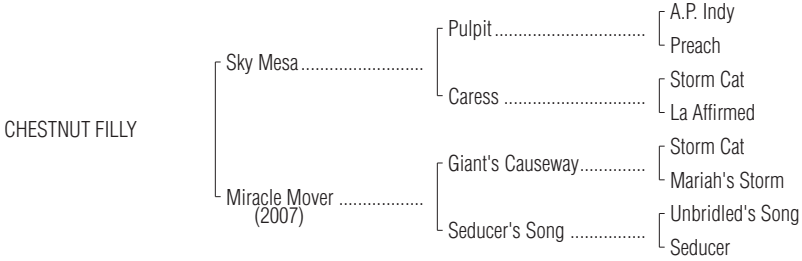 A.P. Indy
Pulpit..................................
Preach
Sky Mesa...........................
Storm Cat
Caress ................................
La Affirmed
CHESTNUT FILLY
Storm Cat
Giant's Causeway...............
Mariah's Storm
Miracle Mover ...................
(2007)
Unbridled's Song
Seducer's Song .................
Seducer